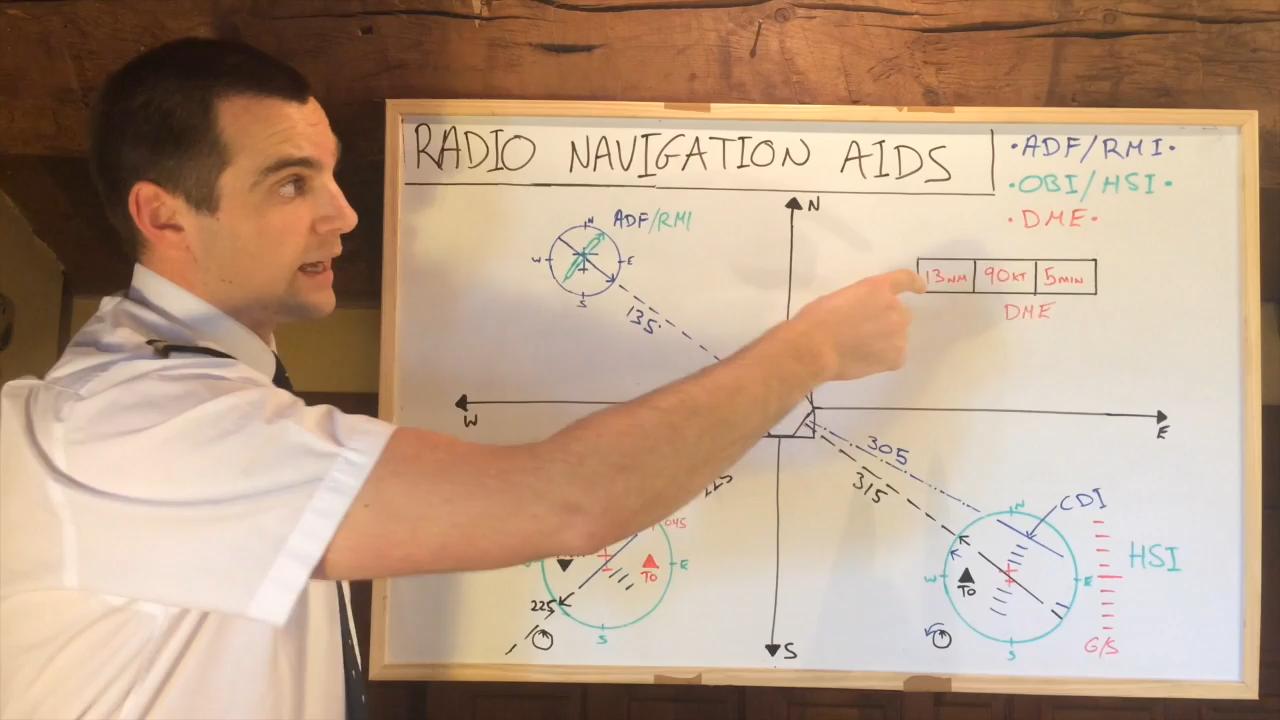 RADIO NAVIGATION AIDS
·ADF/RMI·
·OBI/HSI·
·DME·
N
N ADF/RMI
W E
S
135·
13NM 90KT 5MIN
DME
W
E
305
315
045
TO
E
225
S
S
N
CDI
W
E
TO
S
HSI
G/S